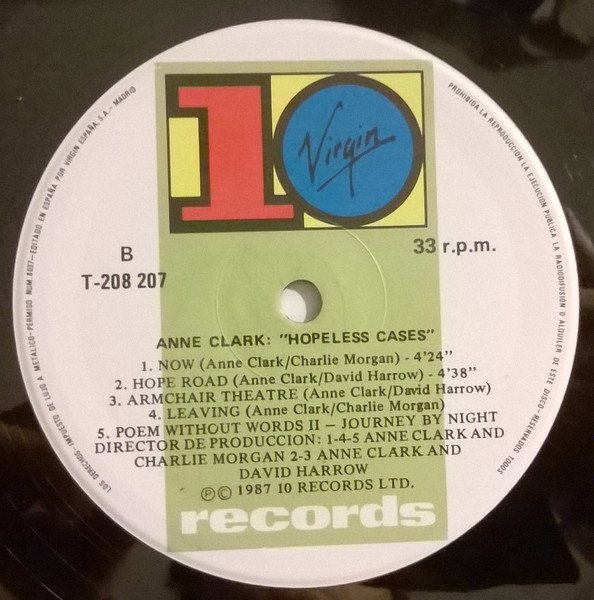 10
Virgin
B
33 r.p.m.
T-208 207
ANNE CLARK: "HOPELESS CASES"
1. NOW (Anne Clark/Charlie Morgan) - 4'24"
2. HOPE ROAD (Anne Clark/David Harrow) - 4'38"
3. ARMCHAIR THEATRE (Anne Clark/David Harrow)
4. LEAVING (Anne Clark/Charlie Morgan)
5. POEM WITHOUT WORDS II – JOURNEY BY NIGHT
DIRECTOR DE PRODUCCION: 1-4-5 ANNE CLARK AND
CHARLIE MORGAN 2-3 ANNE CLARK AND
DAVID HARROW
℗© 1987 10 RECORDS LTD.
records
LOS DERECHOS-IMPUESTO DE LUJO A METALICO-PERMISO NUM. 6037-EDITADO EN ESPAÑA POR VIRGIN ESPAÑA, S.A.- MADRID
PROHIBIDA LA REPRODUCCION LA EJECUCION PUBLICA LA RADIODIFUSION O ALQUILER DE ESTE DISCO-RESERVADOS TODOS